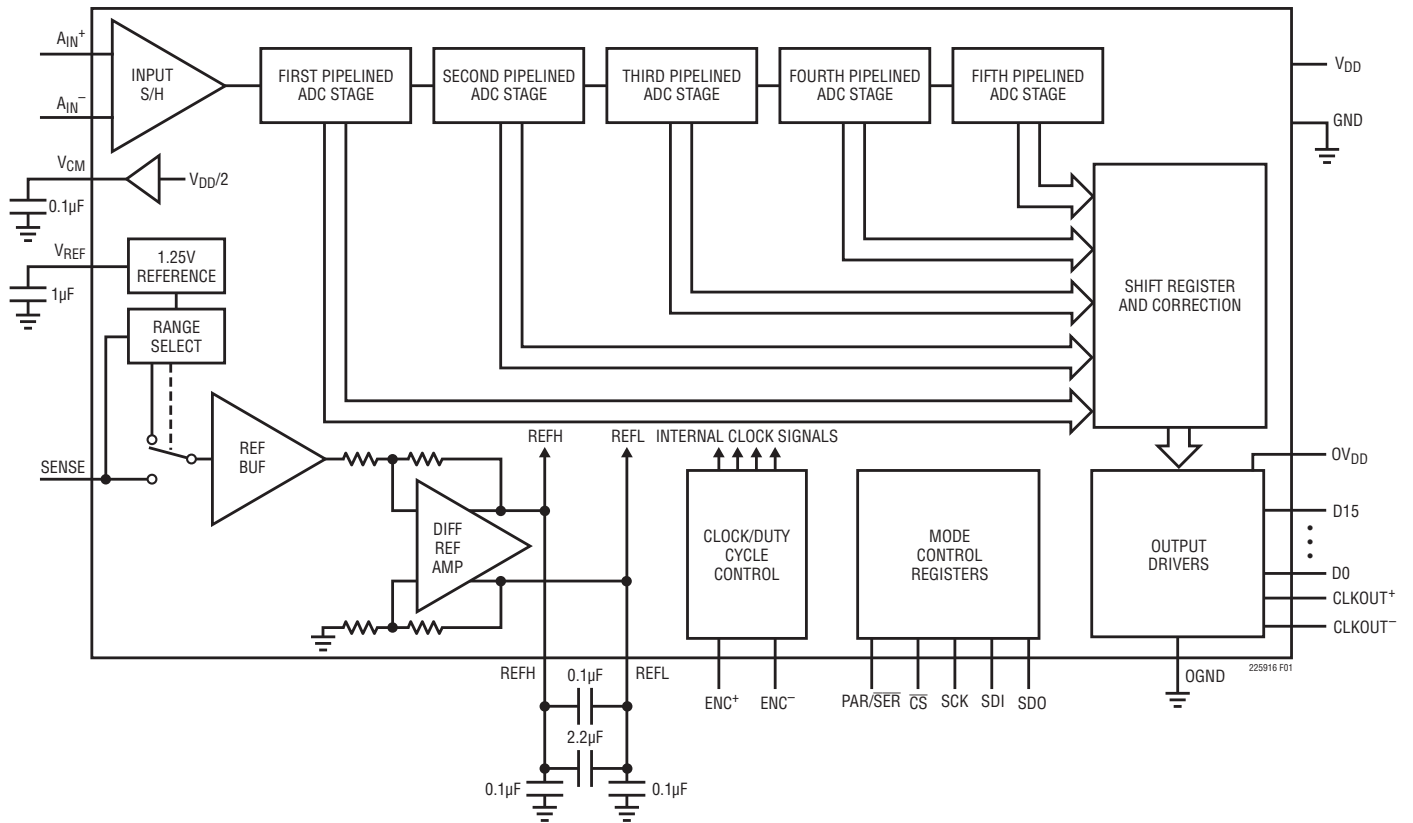 AIN+
AIN−
INPUT
S/H
FIRST PIPELINED
ADC STAGE
SECOND PIPELINED
ADC STAGE
THIRD PIPELINED
ADC STAGE
FOURTH PIPELINED
ADC STAGE
FIFTH PIPELINED
ADC STAGE
VDD
GND
VCM
VDD/2
0.1µF
VREF
1.25V
REFERENCE
1µF
RANGE
SELECT
SHIFT REGISTER
AND CORRECTION
SENSE
REF
BUF
REFH
REFL
INTERNAL CLOCK SIGNALS
DIFF
REF
AMP
CLOCK/DUTY
CYCLE
CONTROL
MODE
CONTROL
REGISTERS
OUTPUT
DRIVERS
OVDD
D15
D0
CLKOUT+
CLKOUT−
225916 F01
REFH
0.1µF
REFL
ENC+
ENC−
PAR/S̅E̅R̅
C̅S̅
SCK
SDI
SDO
OGND
2.2µF
0.1µF
0.1µF